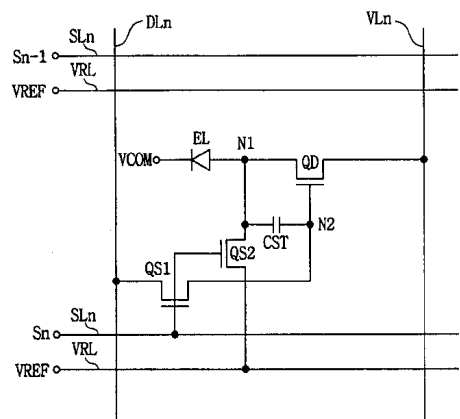 DLn
VLn
SLn
Sn-1
VRL
VREF
EL
N1
QD
VCOM
N2
CST
QS2
QS1
SLn
Sn
VRL
VREF